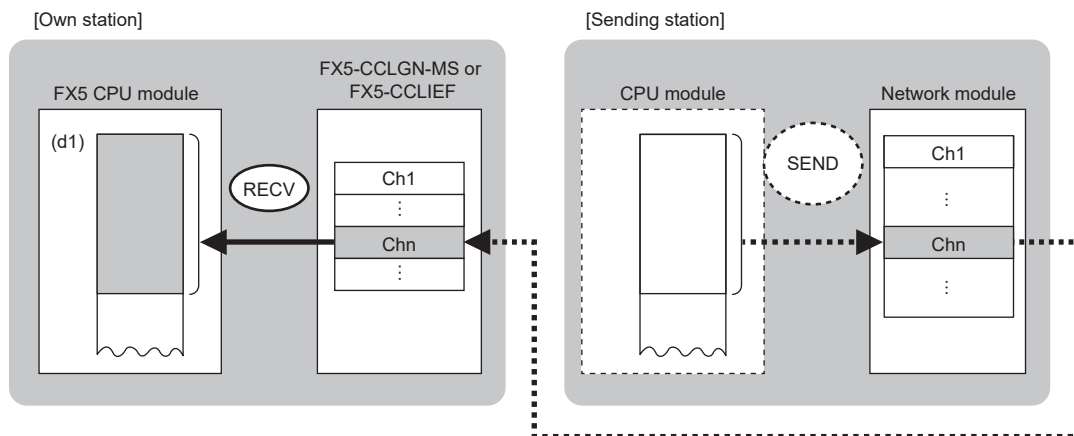 [Own station]
[Sending station]
FX5 CPU module
FX5-CCLGN-MS or
FX5-CCLIEF
CPU module
Network module
(d1)
RECV
Ch1
⋮
Chn
⋮
SEND
Ch1
⋮
Chn
⋮